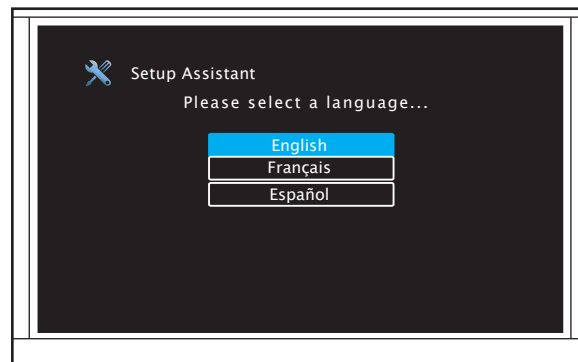 Setup Assistant
Please select a language...
English
Français
Español